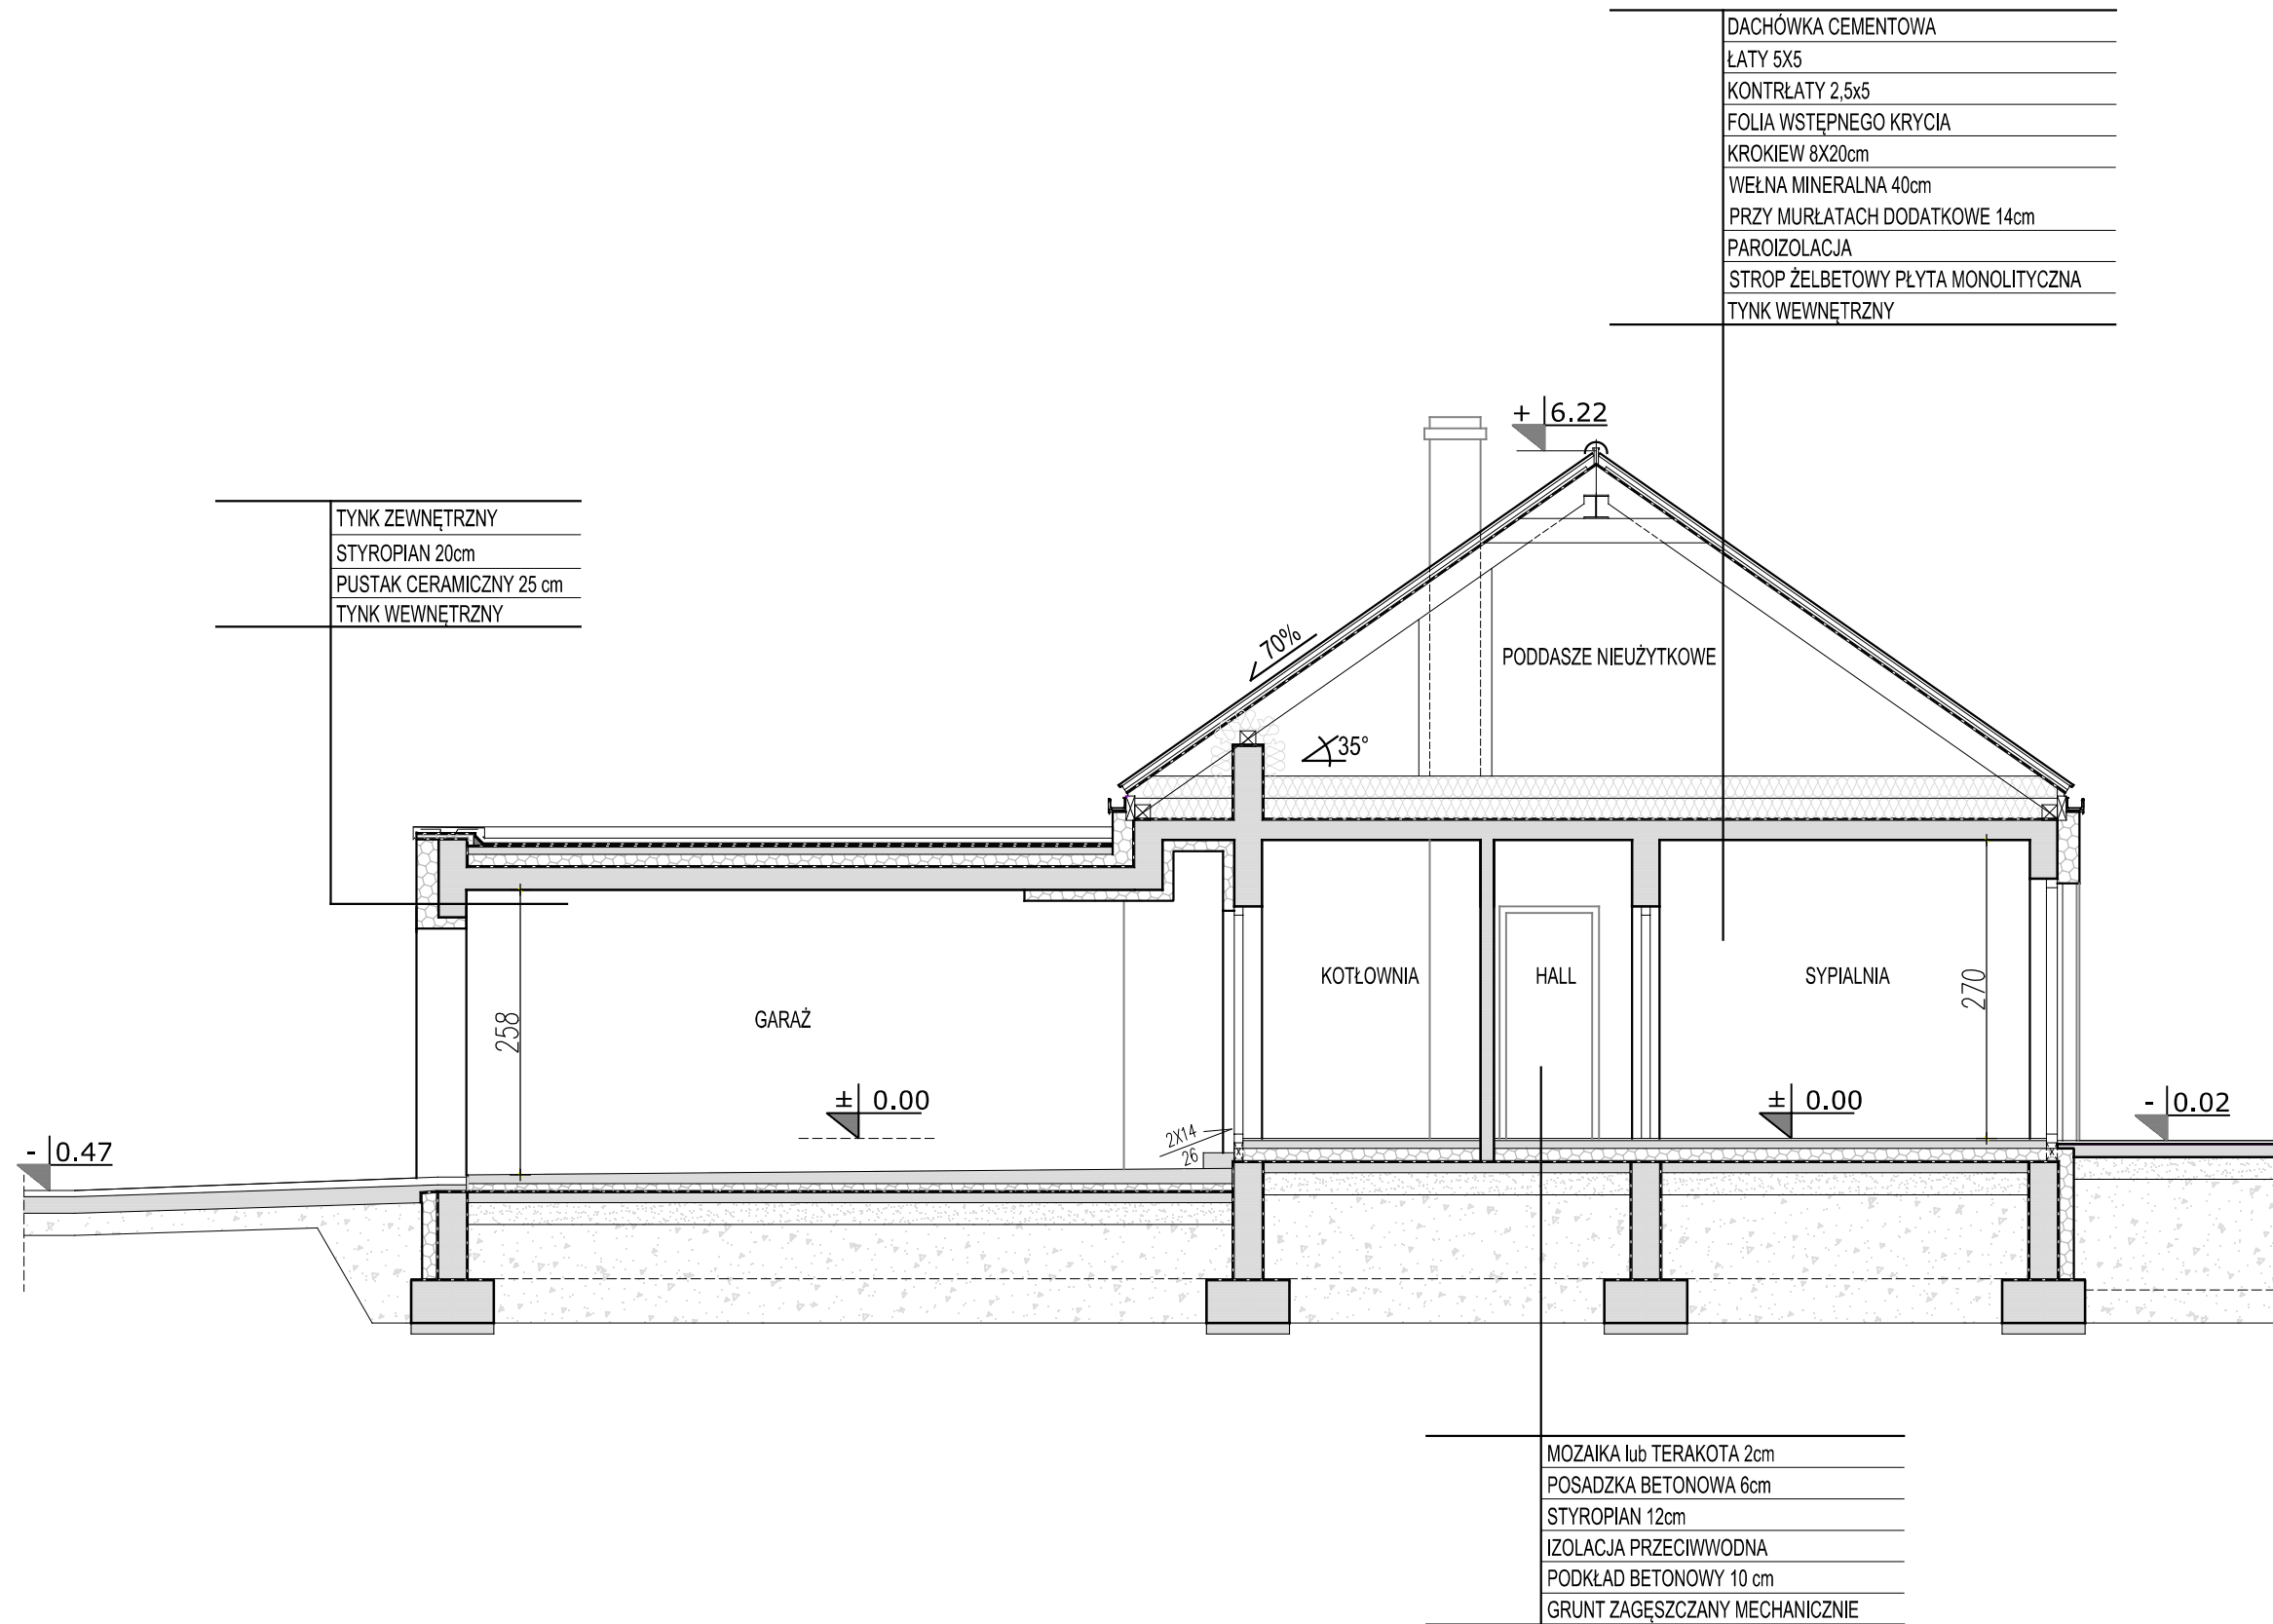 DACHÓWKA CEMENTOWA
ŁATY 5X5
KONTRŁATY 2,5x5
FOLIA WSTĘPNEGO KRYCIA
KROKIEW 8X20cm
WEŁNA MINERALNA 40cm
PRZY MURŁATACH DODATKOWE 14cm
PAROIZOLACJA
STROP ŻELBETOWY PŁYTA MONOLITYCZNA
TYNK WEWNĘTRZNY
+ 6.22
TYNK ZEWNĘTRZNY
STYROPIAN 20cm
PUSTAK CERAMICZNY 25 cm
TYNK WEWNĘTRZNY
70%
PODDASZE NIEUŻYTKOWE
35°
KOTŁOWNIA
HALL
SYPIALNIA
270
GARAŻ
258
± 0.00
± 0.00
- 0.02
- 0.47
2X14
26
MOZAIKA lub TERAKOTA 2cm
POSADZKA BETONOWA 6cm
STYROPIAN 12cm
IZOLACJA PRZECIWWODNA
PODKŁAD BETONOWY 10 cm
GRUNT ZAGĘSZCZANY MECHANICZNIE